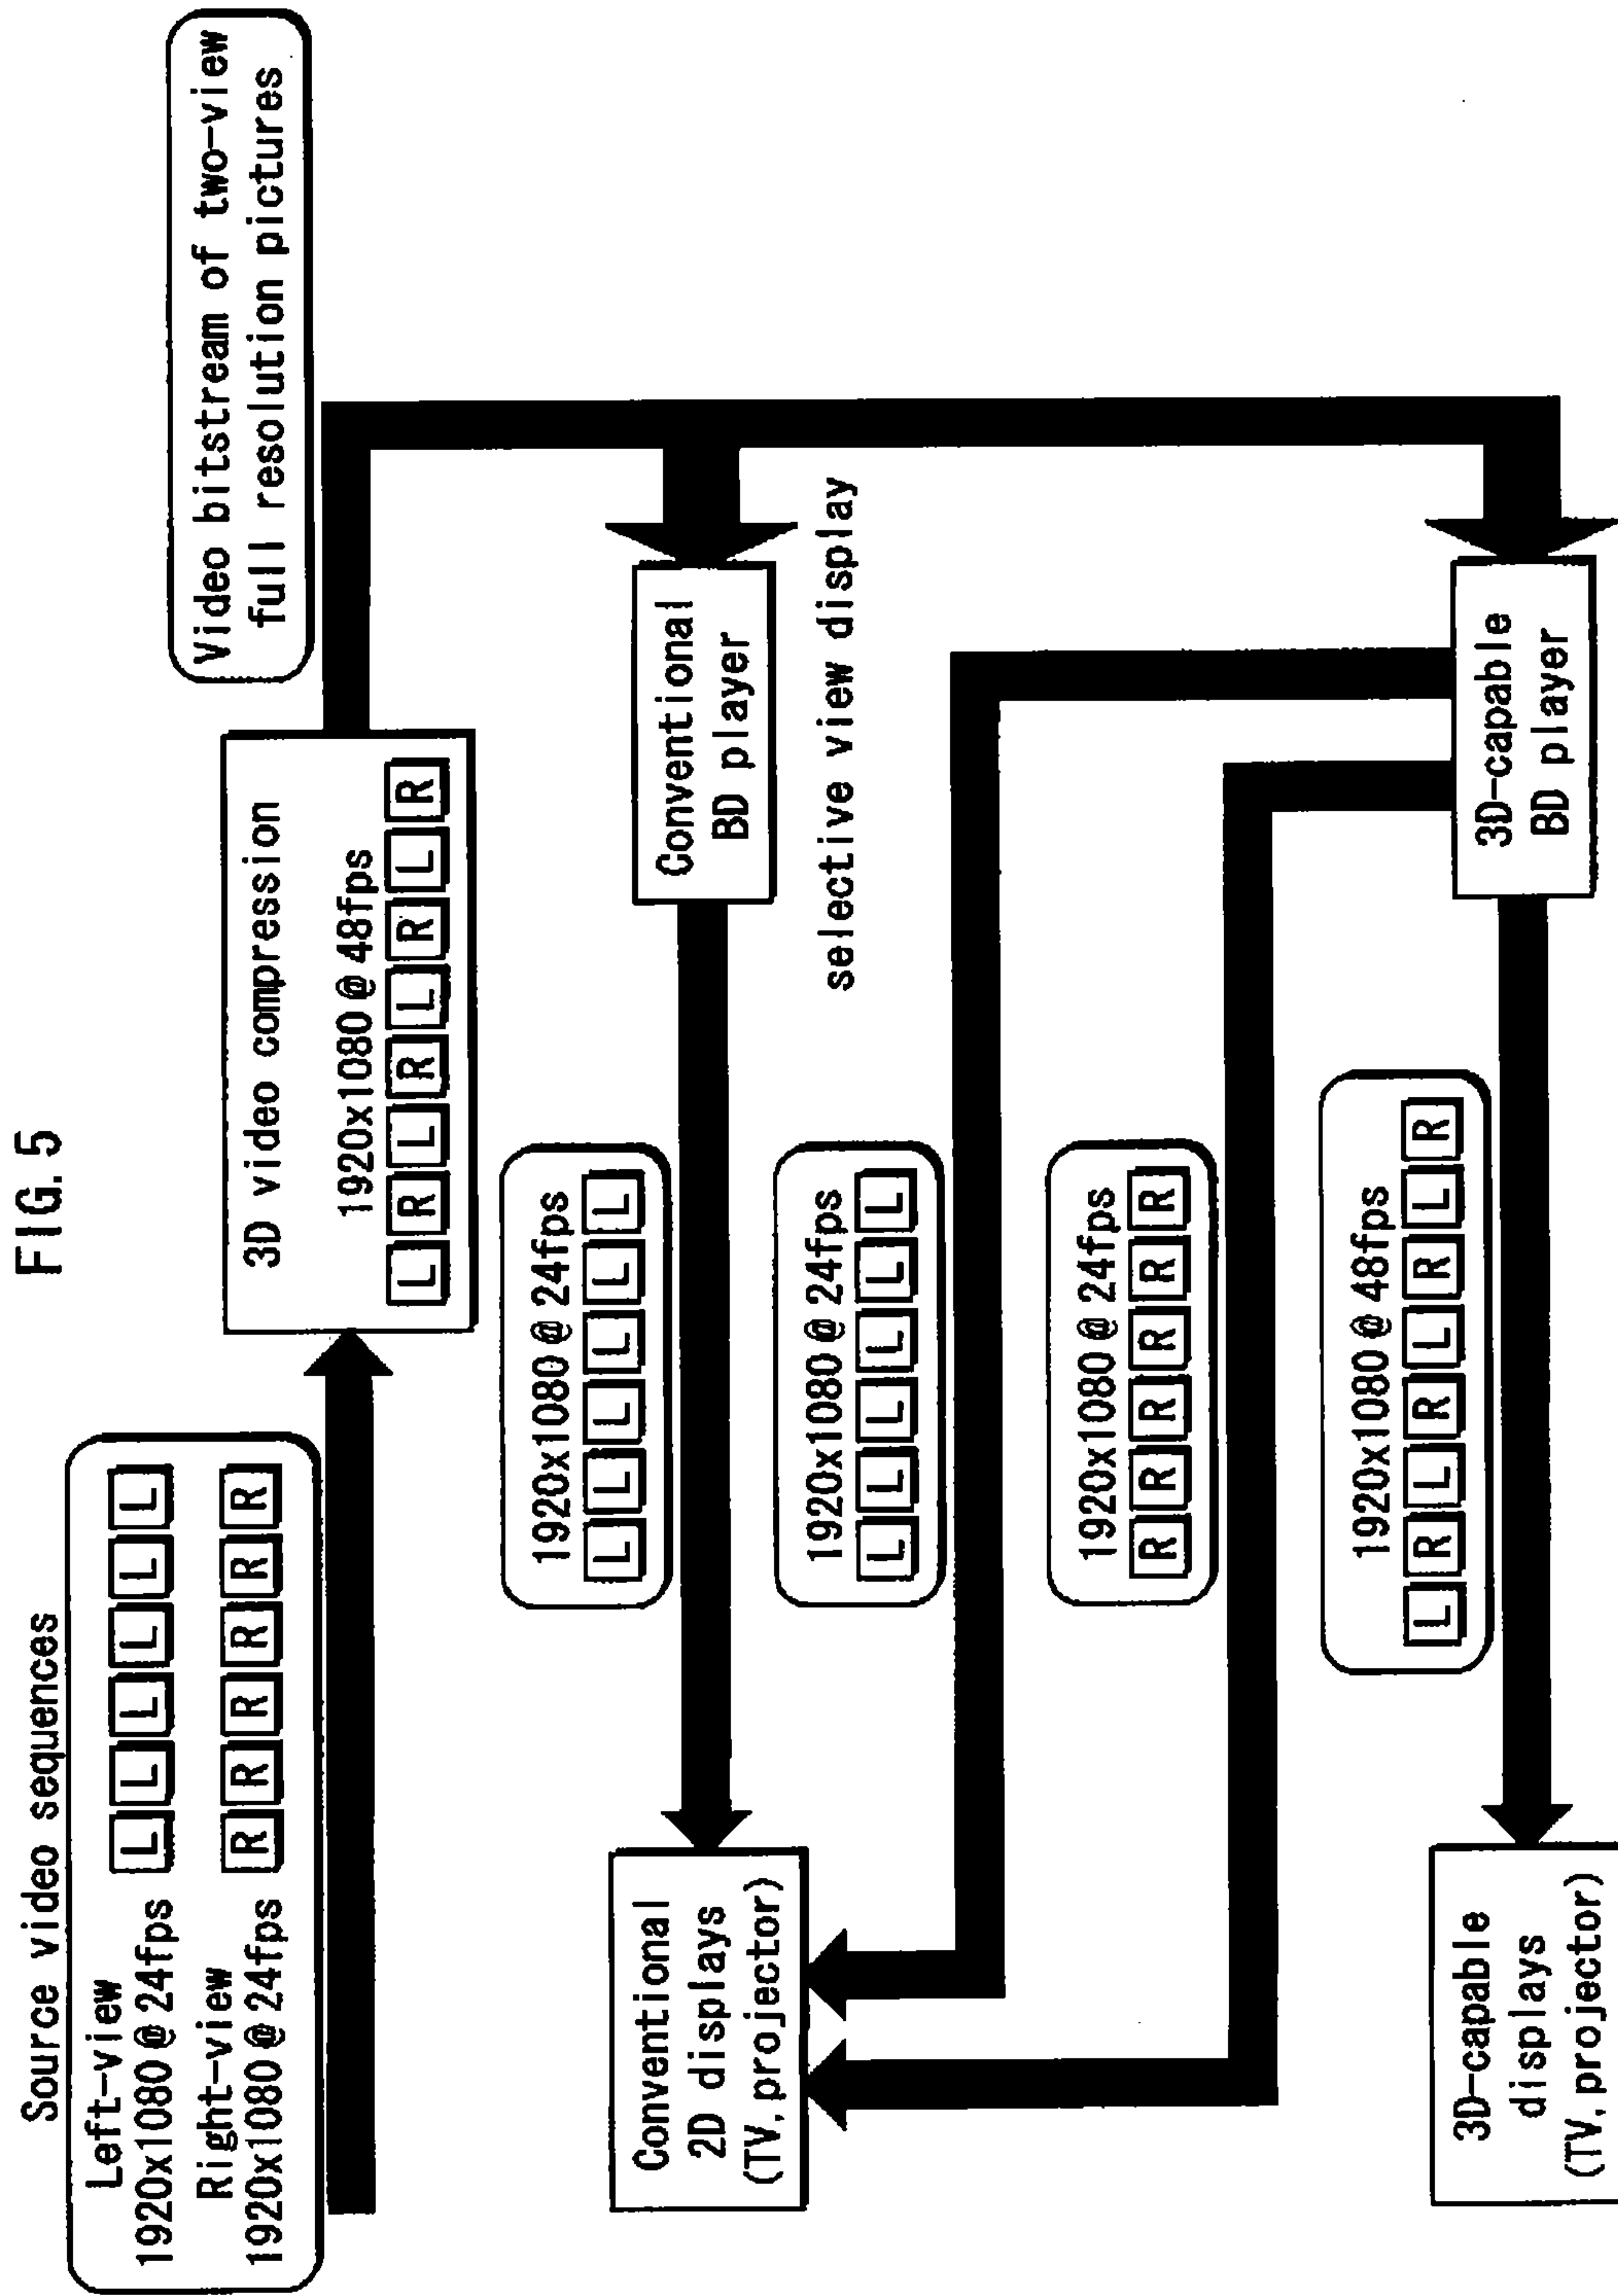 FIG. 5
Source video sequences
Left-view
1920x1080@24fps L L L L L L
Right-view
1920x1080@24fps R R R R R R
3D video compression
1920x1080@48fps
L R L R L R L R
Video bitstream of two-view
full resolution pictures
1920x1080@24fps
L L L L L L
Conventional
BD player
Conventional
2D displays
(TV,projector)
selective view display
1920x1080@24fps
L L L L L L
1920x1080@24fps
R R R R R R
1920x1080@48fps
L R L R L R L R
3D-capable
BD player
3D-capable
displays
(TV,projector)